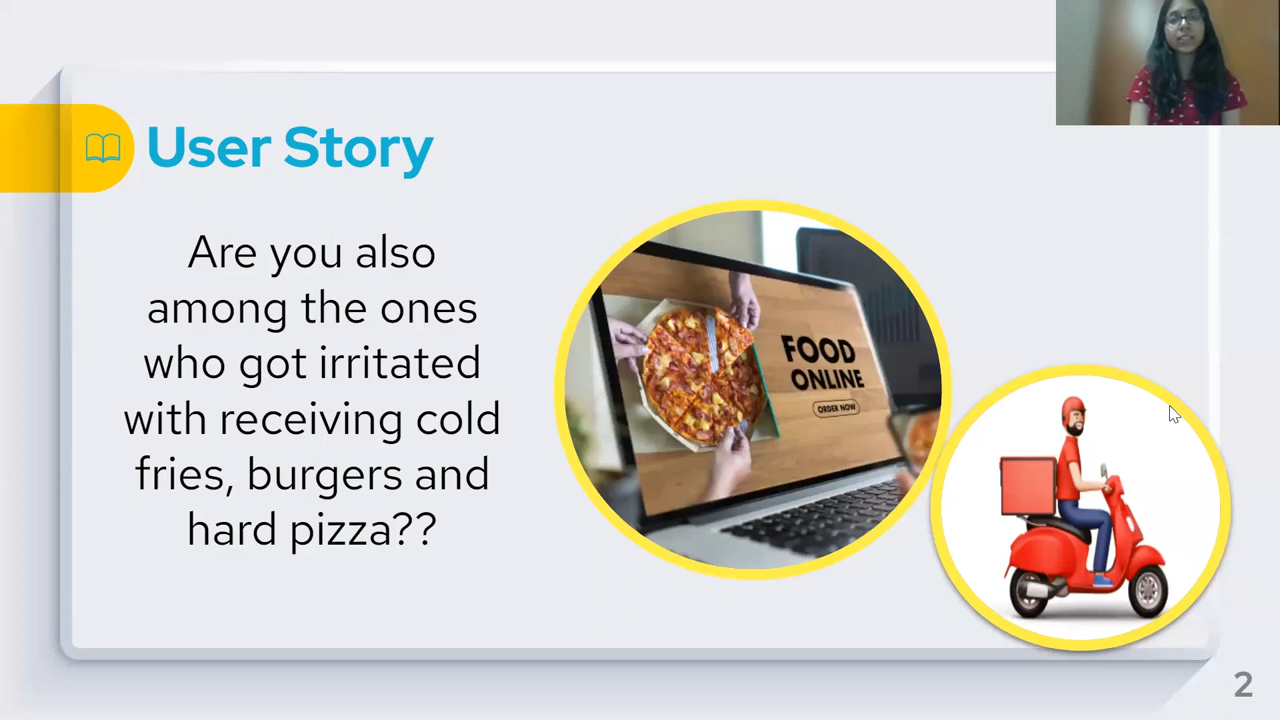 User Story
Are you also
among the ones
who got irritated
with receiving cold
fries, burgers and
hard pizza??
FOOD
ONLINE
ORDER NOW
2